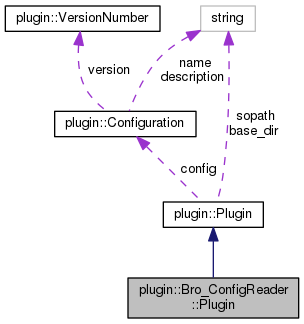 plugin::VersionNumber
string
version
name
description
plugin::Configuration
sopath
base_dir
config
plugin::Plugin
plugin::Bro_ConfigReader
::Plugin